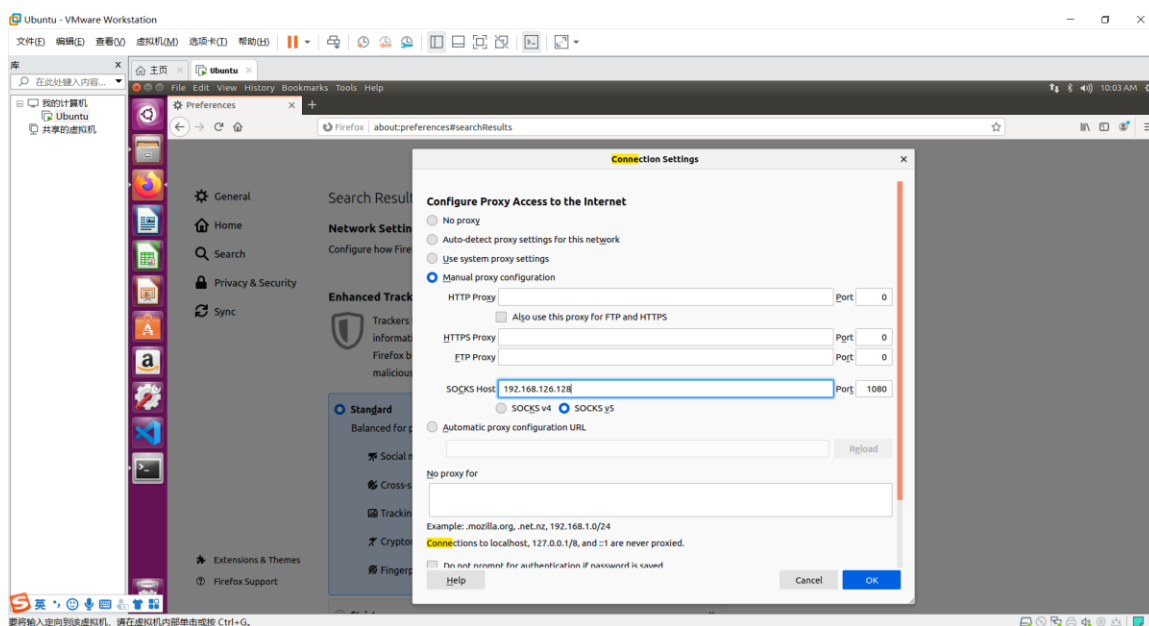 Ubuntu - VMware Workstation
文件(F) 编辑(E) 查看(V) 虚拟机(M) 选项卡(T) 帮助(H)
库
在此处键入内容...
我的计算机
Ubuntu
共享的虚拟机
主页 Ubuntu
File Edit View History Bookmarks Tools Help 10:03 AM
Preferences
Firefox about:preferences#searchResults
General
Home
Search
Privacy & Security
Sync
Extensions & Themes
Firefox Support
Search Result
Network Settin
Configure how Fire
Enhanced Track
Trackers
informati
Firefox b
malicious
Standard
Balanced for p
Social m
Cross-s
Trackin
Crypto
Fingerp
Connection Settings
Configure Proxy Access to the Internet
No proxy
Auto-detect proxy settings for this network
Use system proxy settings
Manual proxy configuration
HTTP Proxy Port 0
Also use this proxy for FTP and HTTPS
HTTPS Proxy Port 0
FTP Proxy Port 0
SOCKS Host 192.168.126.128 Port 1080
SOCKS v4 SOCKS v5
Automatic proxy configuration URL
Reload
No proxy for
Example: .mozilla.org, .net.nz, 192.168.1.0/24
Connections to localhost, 127.0.0.1/8, and ::1 are never proxied.
Do not prompt for authentication if password is saved
Help Cancel OK
英
要将输入定向到该虚拟机，请在虚拟机内部单击或按 Ctrl+G。